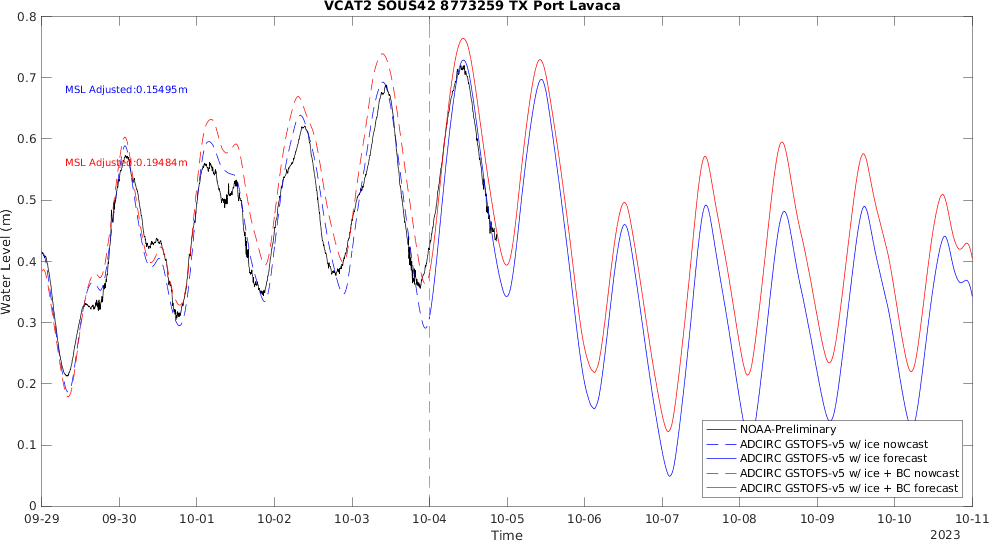 VCAT2 SOUS42 8773259 TX Port Lavaca
0.8
0.7
0.6
0.5
0.4
0.3
0.2
0.1
0
Water Level (m)
MSL Adjusted:0.15495m
MSL Adjusted:0.19484m
NOAA-Preliminary
ADCIRC GSTOFS-v5 w/ ice nowcast
ADCIRC GSTOFS-v5 w/ ice forecast
ADCIRC GSTOFS-v5 w/ ice + BC nowcast
ADCIRC GSTOFS-v5 w/ ice + BC forecast
09-29 09-30 10-01 10-02 10-03 10-04 10-05 10-06 10-07 10-08 10-09 10-10 10-11
Time
2023